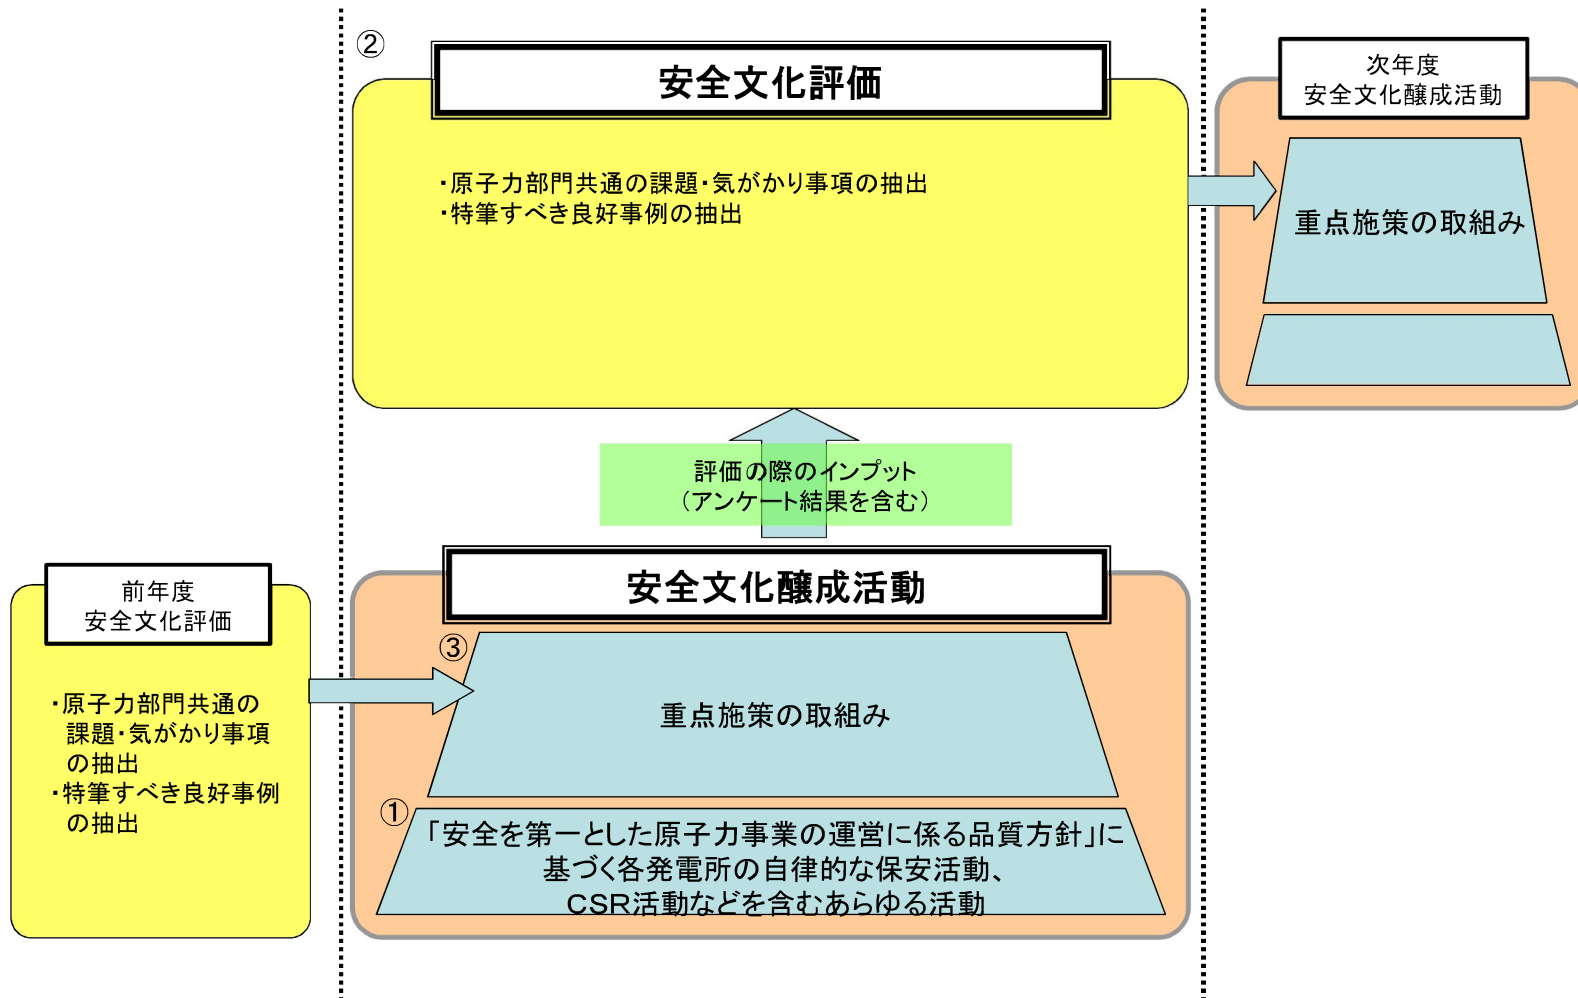 ②
安全文化評価
・原子力部門共通の課題・気がかり事項の抽出
・特筆すべき良好事例の抽出
次年度
安全文化醸成活動
重点施策の取組み
評価の際のインプット
（アンケート結果を含む）
前年度
安全文化評価
・原子力部門共通の
課題・気がかり事項
の抽出
・特筆すべき良好事例
の抽出
安全文化醸成活動
③
重点施策の取組み
①
「安全を第一とした原子力事業の運営に係る品質方針」に
基づく各発電所の自律的な保安活動、
CSR活動などを含むあらゆる活動